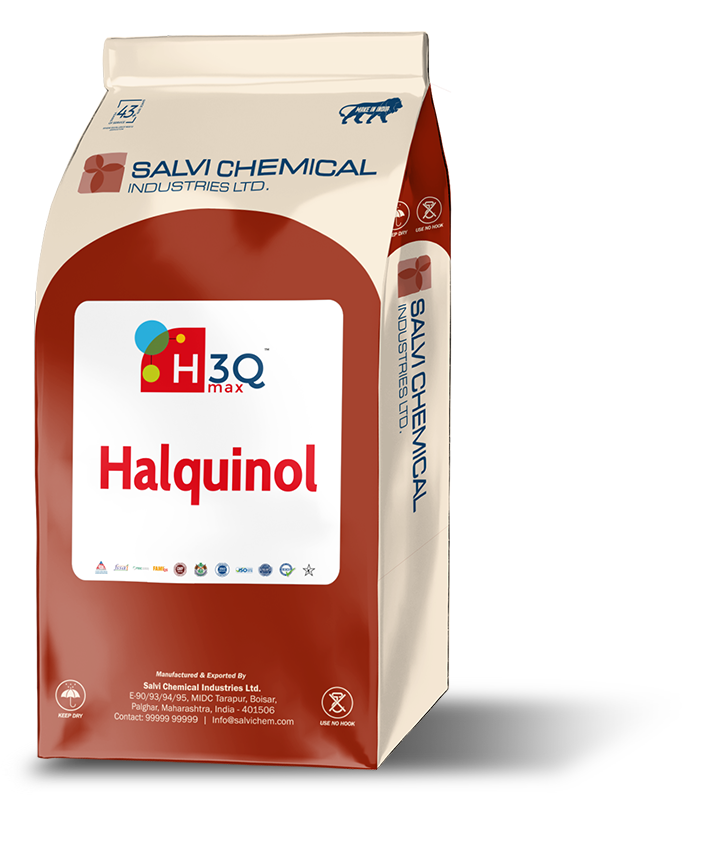 43
MAKE IN INDIA
SALVI CHEMICAL
INDUSTRIES LTD.
H3Q™
max
Halquinol
Manufactured & Exported By
Salvi Chemical Industries Ltd.
E-90/93/94/95, MIDC Tarapur, Boisar,
Palghar, Maharashtra, India - 401506
Contact: 99999 99999 | Info@salvichem.com
KEEP DRY
USE NO HOOK
EP DRY
USE NO HOOK
SALVI CHEMICAL
INDUSTRIES LTD.